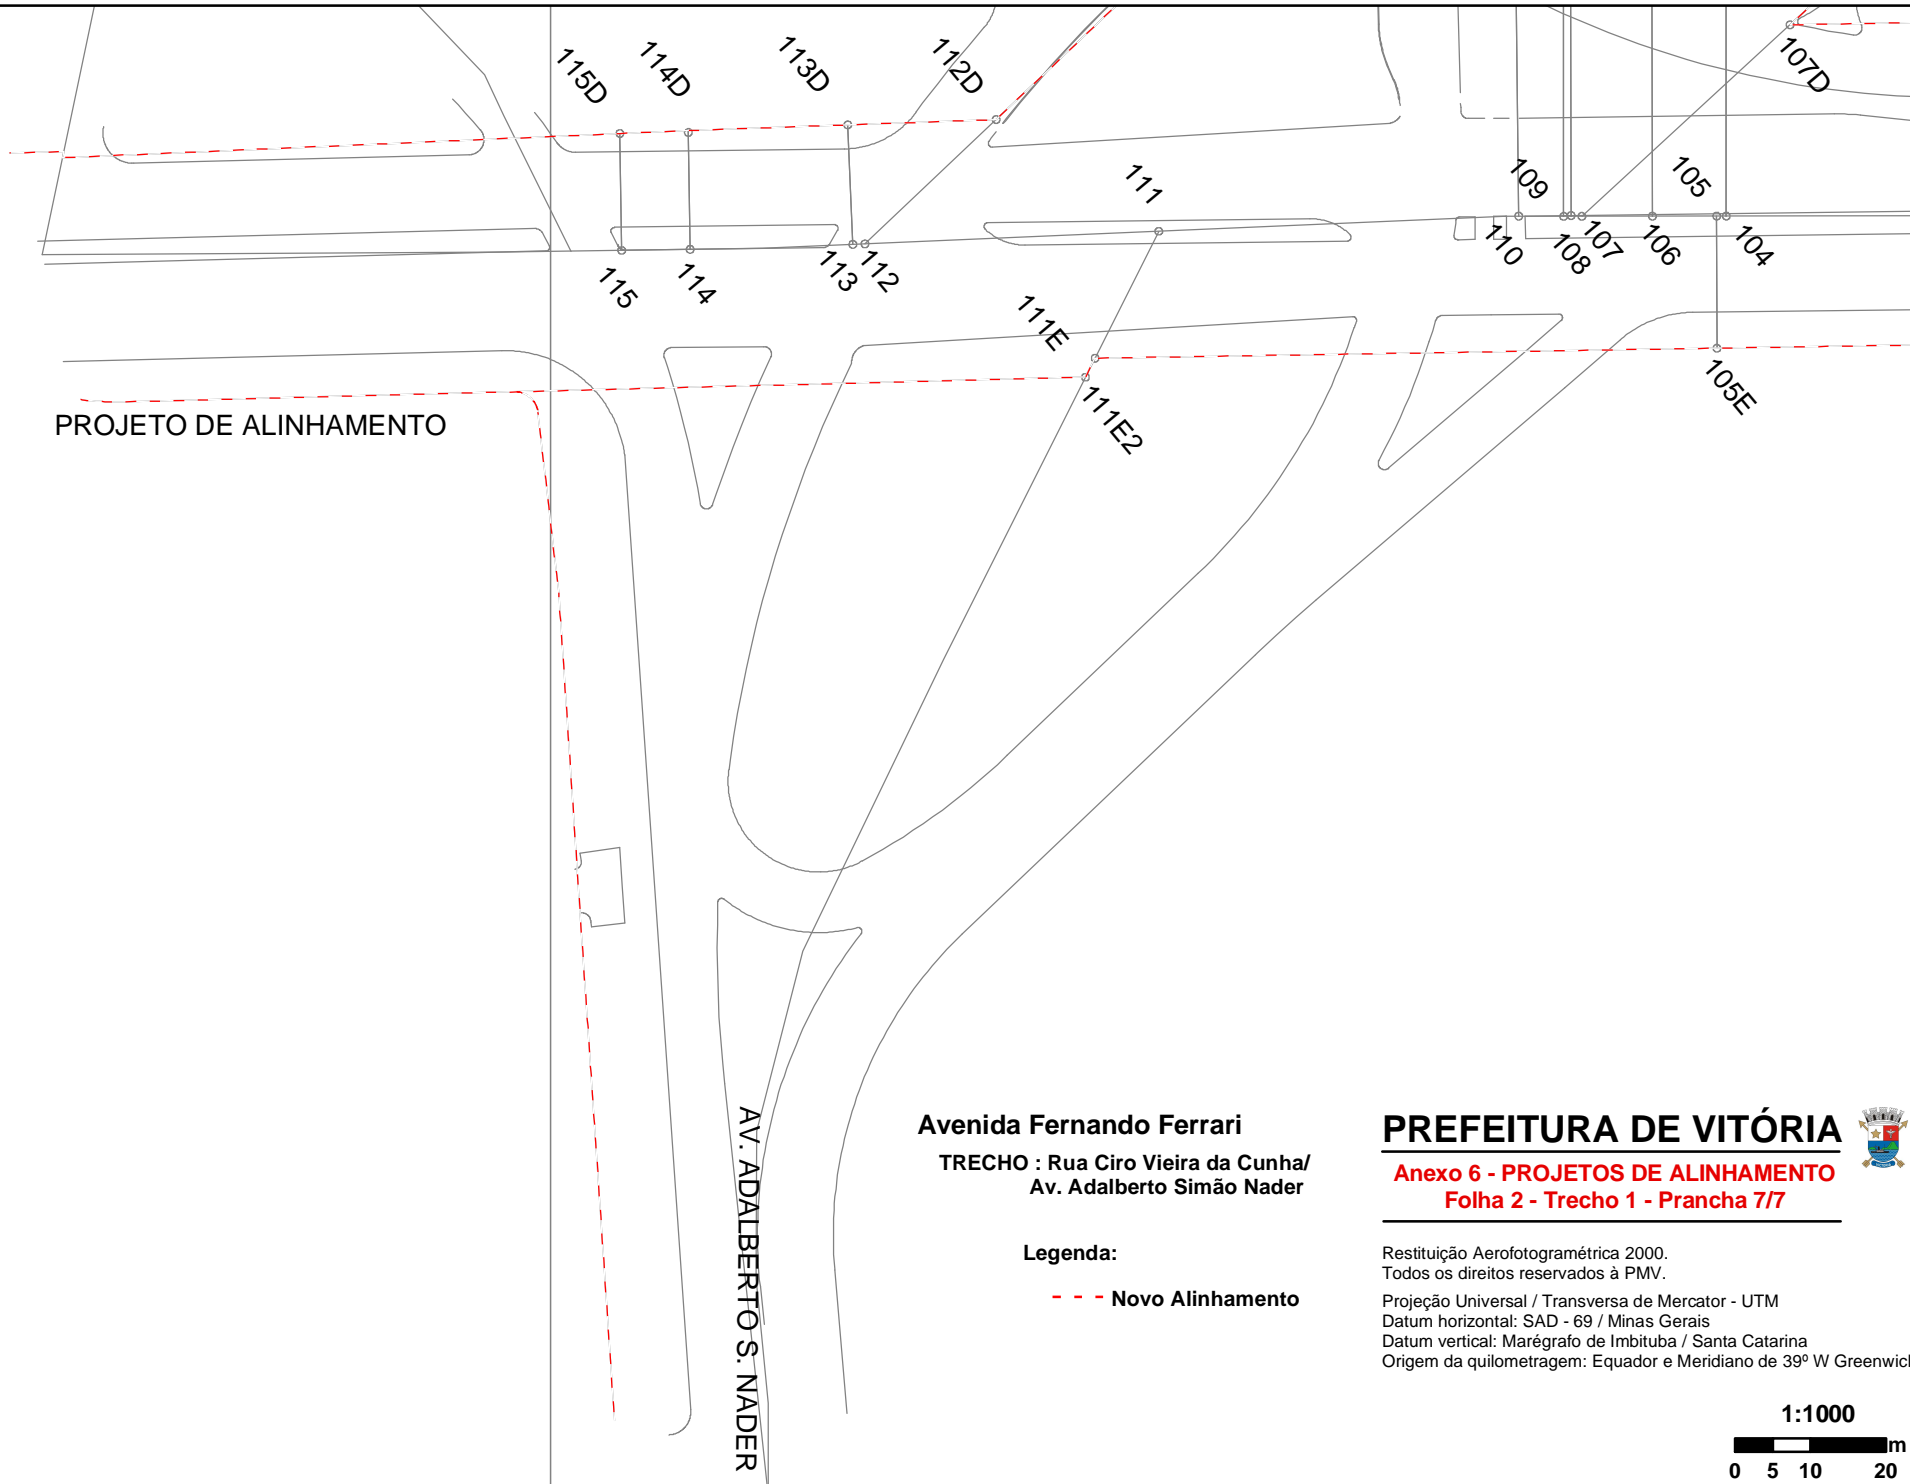 115D
114D
113D
112D
107D
111
109
105
115
114
113
112
110
108
107
106
104
111E
111E2
105E
PROJETO DE ALINHAMENTO
AV. ADALBERTO S. NADER
Avenida Fernando Ferrari
TRECHO : Rua Ciro Vieira da Cunha/
Av. Adalberto Simão Nader
Legenda:
Novo Alinhamento
PREFEITURA DE VITÓRIA
Anexo 6 - PROJETOS DE ALINHAMENTO
Folha 2 - Trecho 1 - Prancha 7/7
Restituição Aerofotogramétrica 2000.
Todos os direitos reservados à PMV.
Projeção Universal / Transversa de Mercator - UTM
Datum horizontal: SAD - 69 / Minas Gerais
Datum vertical: Marégrafo de Imbituba / Santa Catarina
Origem da quilometragem: Equador e Meridiano de 39º W Greenwich
1:1000
m
0 5 10 20